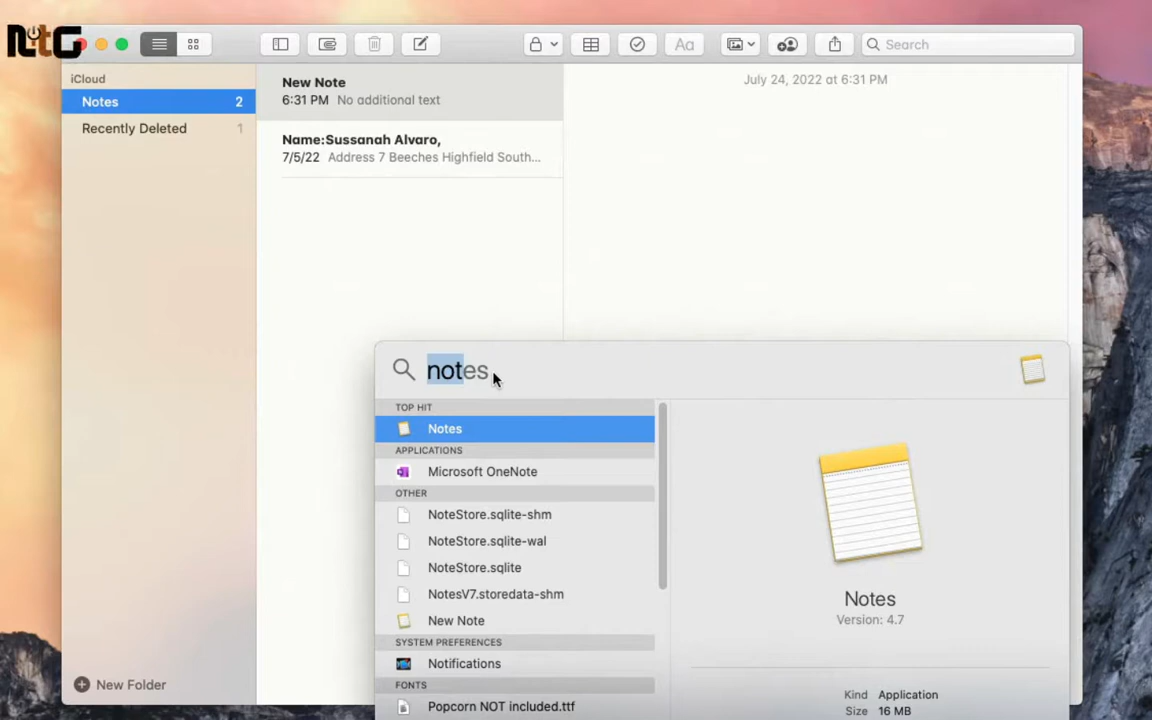 NTG
Search
iCloud
Notes 2
Recently Deleted 1
New Folder
New Note
6:31 PM No additional text
Name:Sussanah Alvaro,
7/5/22 Address 7 Beeches Highfield South...
July 24, 2022 at 6:31 PM
Aa
notes
TOP HIT
Notes
APPLICATIONS
Microsoft OneNote
OTHER
NoteStore.sqlite-shm
NoteStore.sqlite-wal
NoteStore.sqlite
NotesV7.storedata-shm
New Note
SYSTEM PREFERENCES
Notifications
FONTS
Popcorn NOT included.ttf
Notes
Version: 4.7
Kind Application
Size 16 MB